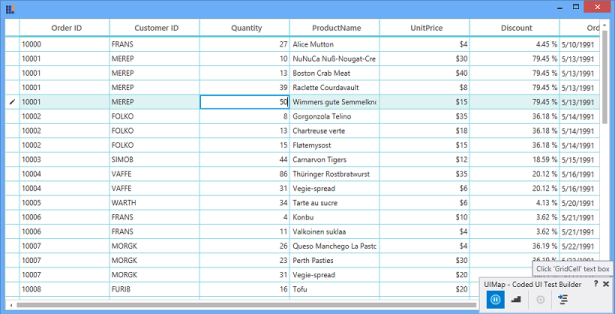 Order ID Customer ID Quantity ProductName UnitPrice Discount Ord
10000 FRANS 27 Alice Mutton $4 4.45 % 5/10/1991
10001 MEREP 10 NuNuCa Nuß-Nougat-Cre $30 79.45 % 5/13/1991
10001 MEREP 13 Boston Crab Meat $40 79.45 % 5/13/1991
10001 MEREP 39 Raclette Courdavault $8 79.45 % 5/13/1991
10001 MEREP 50 Wimmers gute Semmelkn $15 79.45 % 5/13/1991
10002 FOLKO 8 Gorgonzola Telino $35 36.18 % 5/14/1991
10002 FOLKO 13 Chartreuse verte $18 36.18 % 5/14/1991
10002 FOLKO 15 Fløtemysost $15 36.18 % 5/14/1991
10003 SIMOB 44 Carnarvon Tigers $12 18.59 % 5/15/1991
10004 VAFFE 86 Thüringer Rostbratwurst $35 20.12 % 5/16/1991
10004 VAFFE 31 Vegie-spread $6 20.12 % 5/16/1991
10005 WARTH 34 Tarte au sucre $6 4.13 % 5/20/1991
10006 FRANS 4 Konbu $10 3.62 % 5/21/1991
10006 FRANS 11 Valkoinen suklaa $4 3.62 % 5/21/1991
10007 MORGK 26 Queso Manchego La Pasto $4 36.19 % 5/22/1991
10007 MORGK 23 Perth Pasties $30
10007 MORGK 31 Vegie-spread $20
10008 FURIB 16 Tofu $20
Click 'GridCell' text box
UIMap - Coded UI Test Builder ?